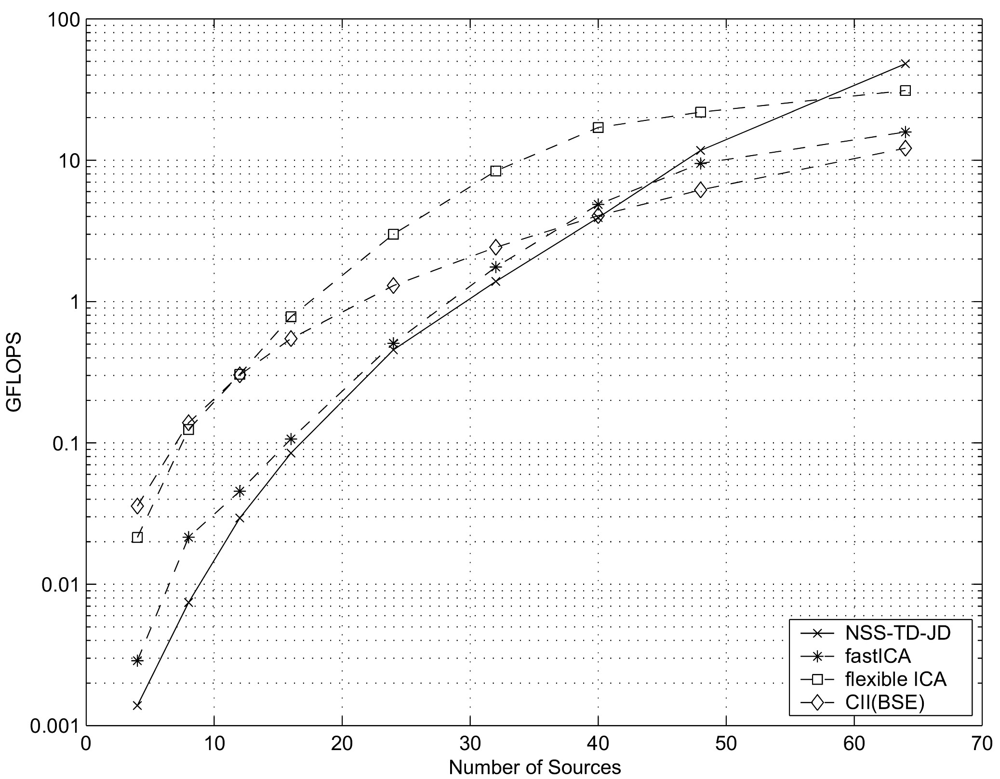 100
10
1
0.1
0.01
0.001
GFLOPS
0 10 20 30 40 50 60 70
Number of Sources
NSS-TD-JD
fastICA
flexible ICA
CII(BSE)